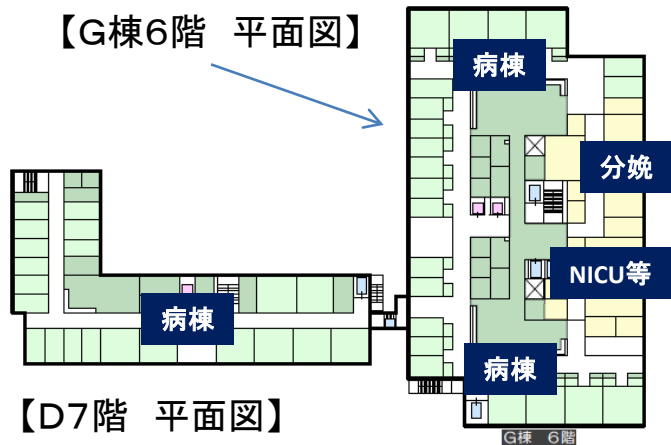 【G棟6階 平面図】
病棟
分娩
NICU等
病棟
病棟
【D7階 平面図】
G棟 6階